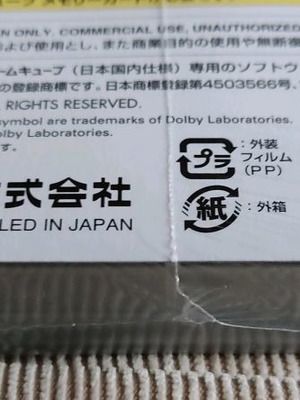 N ONLY. COMMERCIAL USE, UNAUTHORIZED
および使用とし、また商業目的の使用や無断
ームキューブ（日本国内仕様）専用のソフトウ
の登録商標です。日本商標登録第4503566号、
RIGHTS RESERVED.
symbol are trademarks of Dolby Laboratories.
olby Laboratories.
です。
プラ
：外装
フィルム
（PP）
式会社
紙
：外箱
LED IN JAPAN